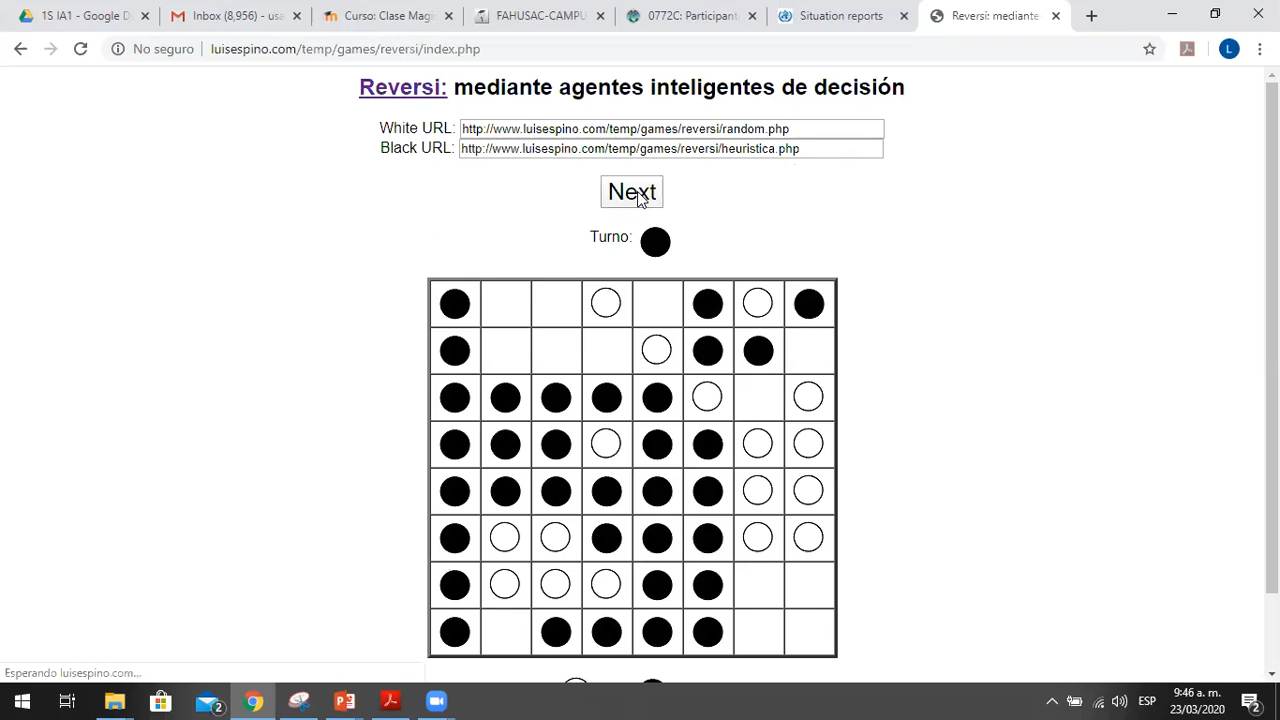 1S IA1 - Google D
Inbox (8,956) - usa
Curso: Clase Magi
FAHUSAC-CAMPU
0772C: Participant
Situation reports
Reversi: mediante
No seguro
luisespino.com/temp/games/reversi/index.php
L
Reversi: mediante agentes inteligentes de decisión
White URL: http://www.luisespino.com/temp/games/reversi/random.php
Black URL: http://www.luisespino.com/temp/games/reversi/heuristica.php
Next
Turno:
Esperando luisespino.com...
2
ESP
9:46 a. m.
23/03/2020
2